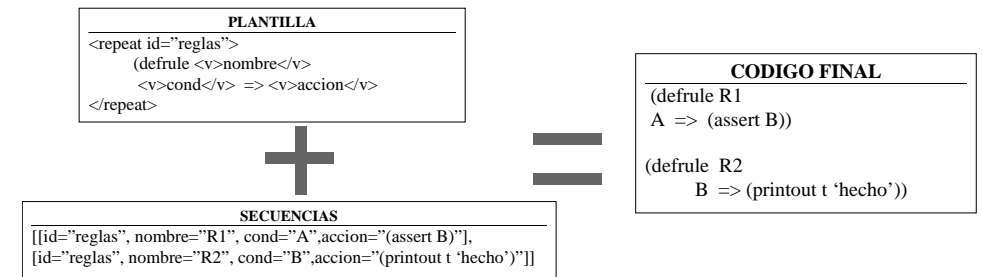 PLANTILLA
<repeat id=”reglas”>
(defrule <v>nombre</v>
<v>cond</v> => <v>accion</v>
</repeat>
SECUENCIAS
[[id=”reglas”, nombre=”R1”, cond=”A”,accion=”(assert B)”],
[id=”reglas”, nombre=”R2”, cond=”B”,accion=”(printout t ‘hecho’)”]]
CODIGO FINAL
(defrule R1
A => (assert B))
(defrule R2
B => (printout t ‘hecho’))